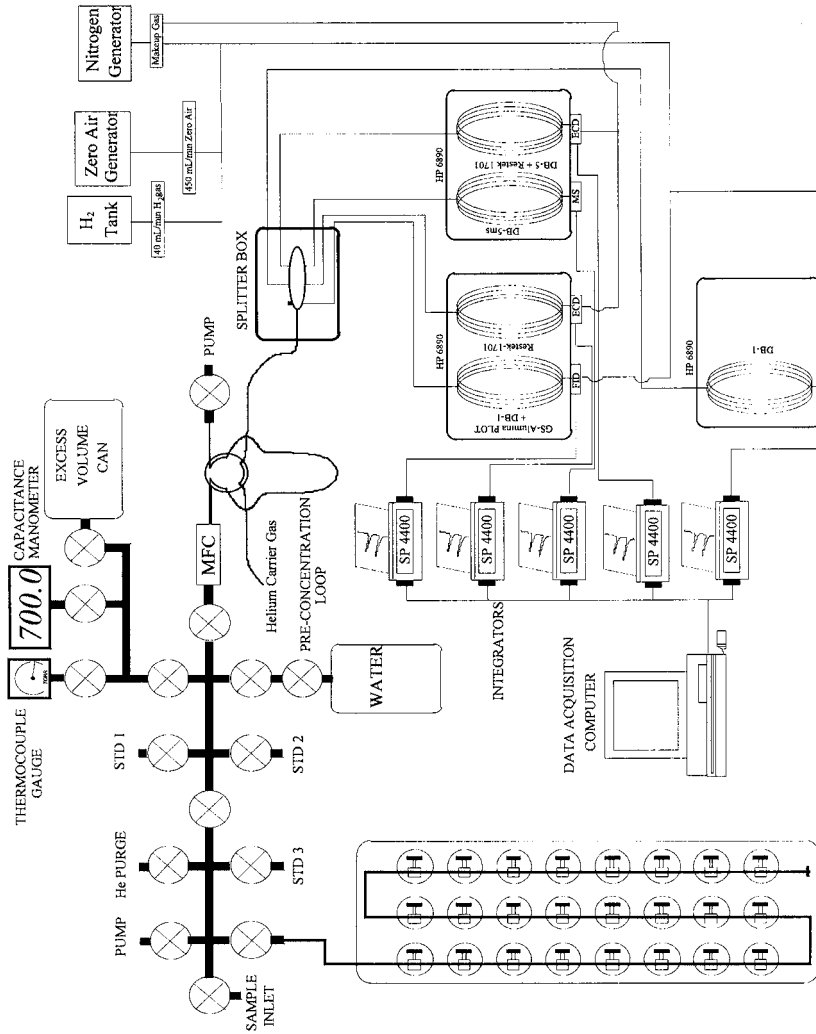 THERMOCOUPLE
GAUGE
TORR
700.0
CAPACITANCE
MANOMETER
EXCESS
VOLUME
CAN
H₂
Tank
Zero Air
Generator
Nitrogen
Generator
40 mL/min H₂gas
450 mL/min Zero Air
Makeup Gas
PUMP
He PURGE
STD 1
MFC
PUMP
SPLITTER BOX
SAMPLE
INLET
STD 3
STD 2
WATER
Helium Carrier Gas
PRE-CONCENTRATION
LOOP
HP 6890
GS-Alumina PLOT
+ DB-1
Restek-1701
FID
ECD
HP 6890
DB-5ms
DB-5 + Restek 1701
MS
ECD
HP 6890
DB-1
SP 4400
SP 4400
SP 4400
SP 4400
SP 4400
INTEGRATORS
DATA ACQUISITION
COMPUTER